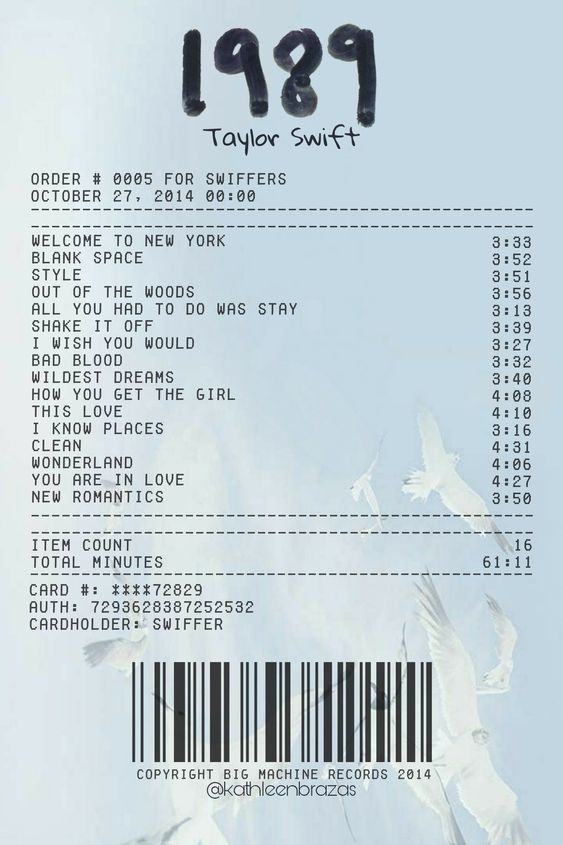 1989
Taylor Swift
ORDER # 0005 FOR SWIFFERS
OCTOBER 27, 2014 00:00
WELCOME TO NEW YORK 3:33
BLANK SPACE 3:52
STYLE 3:51
OUT OF THE WOODS 3:56
ALL YOU HAD TO DO WAS STAY 3:13
SHAKE IT OFF 3:39
I WISH YOU WOULD 3:27
BAD BLOOD 3:32
WILDEST DREAMS 3:40
HOW YOU GET THE GIRL 4:08
THIS LOVE 4:10
I KNOW PLACES 3:16
CLEAN 4:31
WONDERLAND 4:06
YOU ARE IN LOVE 4:27
NEW ROMANTICS 3:50
ITEM COUNT 16
TOTAL MINUTES 61:11
CARD #: ****72829
AUTH: 7293628387252532
CARDHOLDER: SWIFFER
COPYRIGHT BIG MACHINE RECORDS 2014
@kathleenbrazas